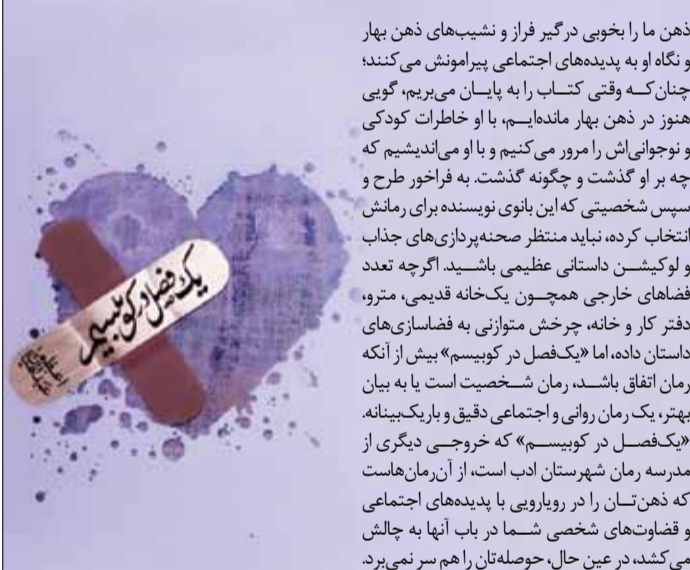 ذهن ما را بخوبی درگیر فراز و نشیب‌های ذهن بهار
و نگاه او به پدیده‌های اجتماعی پیرامونش می‌کنند؛
چنان‌که وقتی کتاب را به پایان می‌بریم، گویی
هنوز در ذهن بهار مانده‌ایم، با او خاطرات کودکی
و نوجوانی‌اش را مرور می‌کنیم و با او می‌اندیشیم که
چه بر او گذشت و چگونه گذشت. به فراخور طرح و
سپس شخصیتی که این بانوی نویسنده برای رمانش
انتخاب کرده، نباید منتظر صحنه‌پردازی‌های جذاب
و لوکیشن داستانی عظیمی باشید. اگرچه تعدد
فضاهای خارجی همچون یک‌خانه قدیمی، مترو،
دفتر کار و خانه، چرخش متوازنی به فضاسازی‌های
داستان داده، اما «یک‌فصل در کوبیسم» بیش از آنکه
رمان اتفاق باشد، رمان شخصیت است یا به بیان
بهتر، یک رمان روانی و اجتماعی دقیق و باریک‌بینانه.
«یک‌فصل در کوبیسم» که خروجی دیگری از
مدرسه رمان شهرستان ادب است، از آن‌رمان‌هاست
که ذهن‌تان را در رویارویی با پدیده‌های اجتماعی
و قضاوت‌های شخصی شما در باب آنها به چالش
می‌کشد، در عین حال، حوصله‌تان را هم سر نمی‌برد.
یک فصل در کوبیسم
اعظم